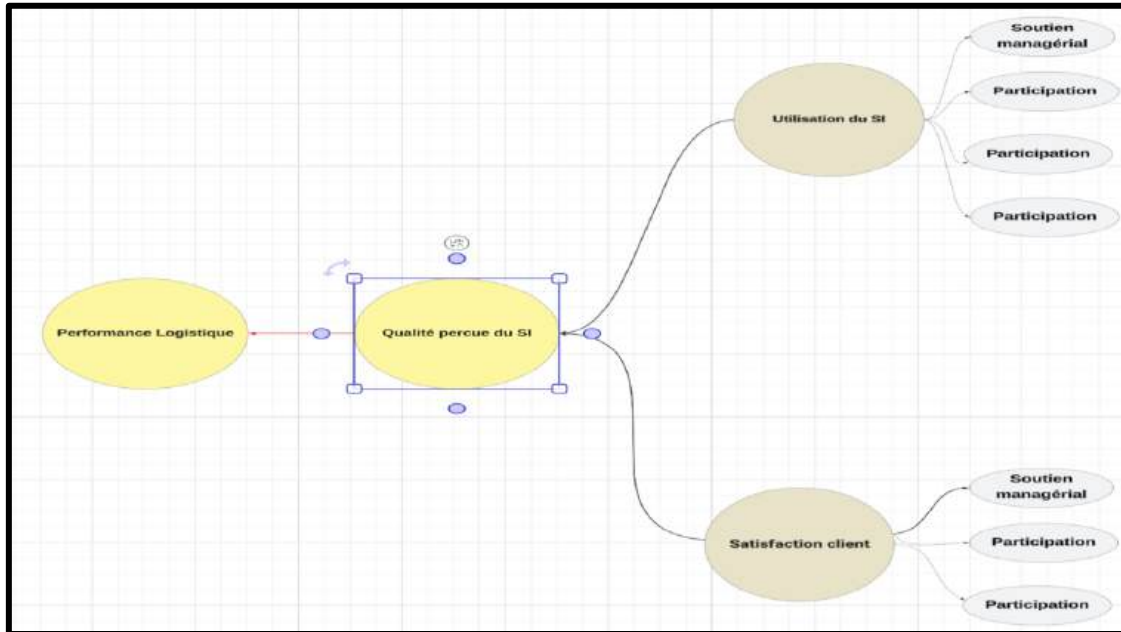 Soutien
managérial
Participation
Utilisation du SI
Participation
Participation
Performance Logistique
Qualité percue du SI
Soutien
managérial
Participation
Satisfaction client
Participation